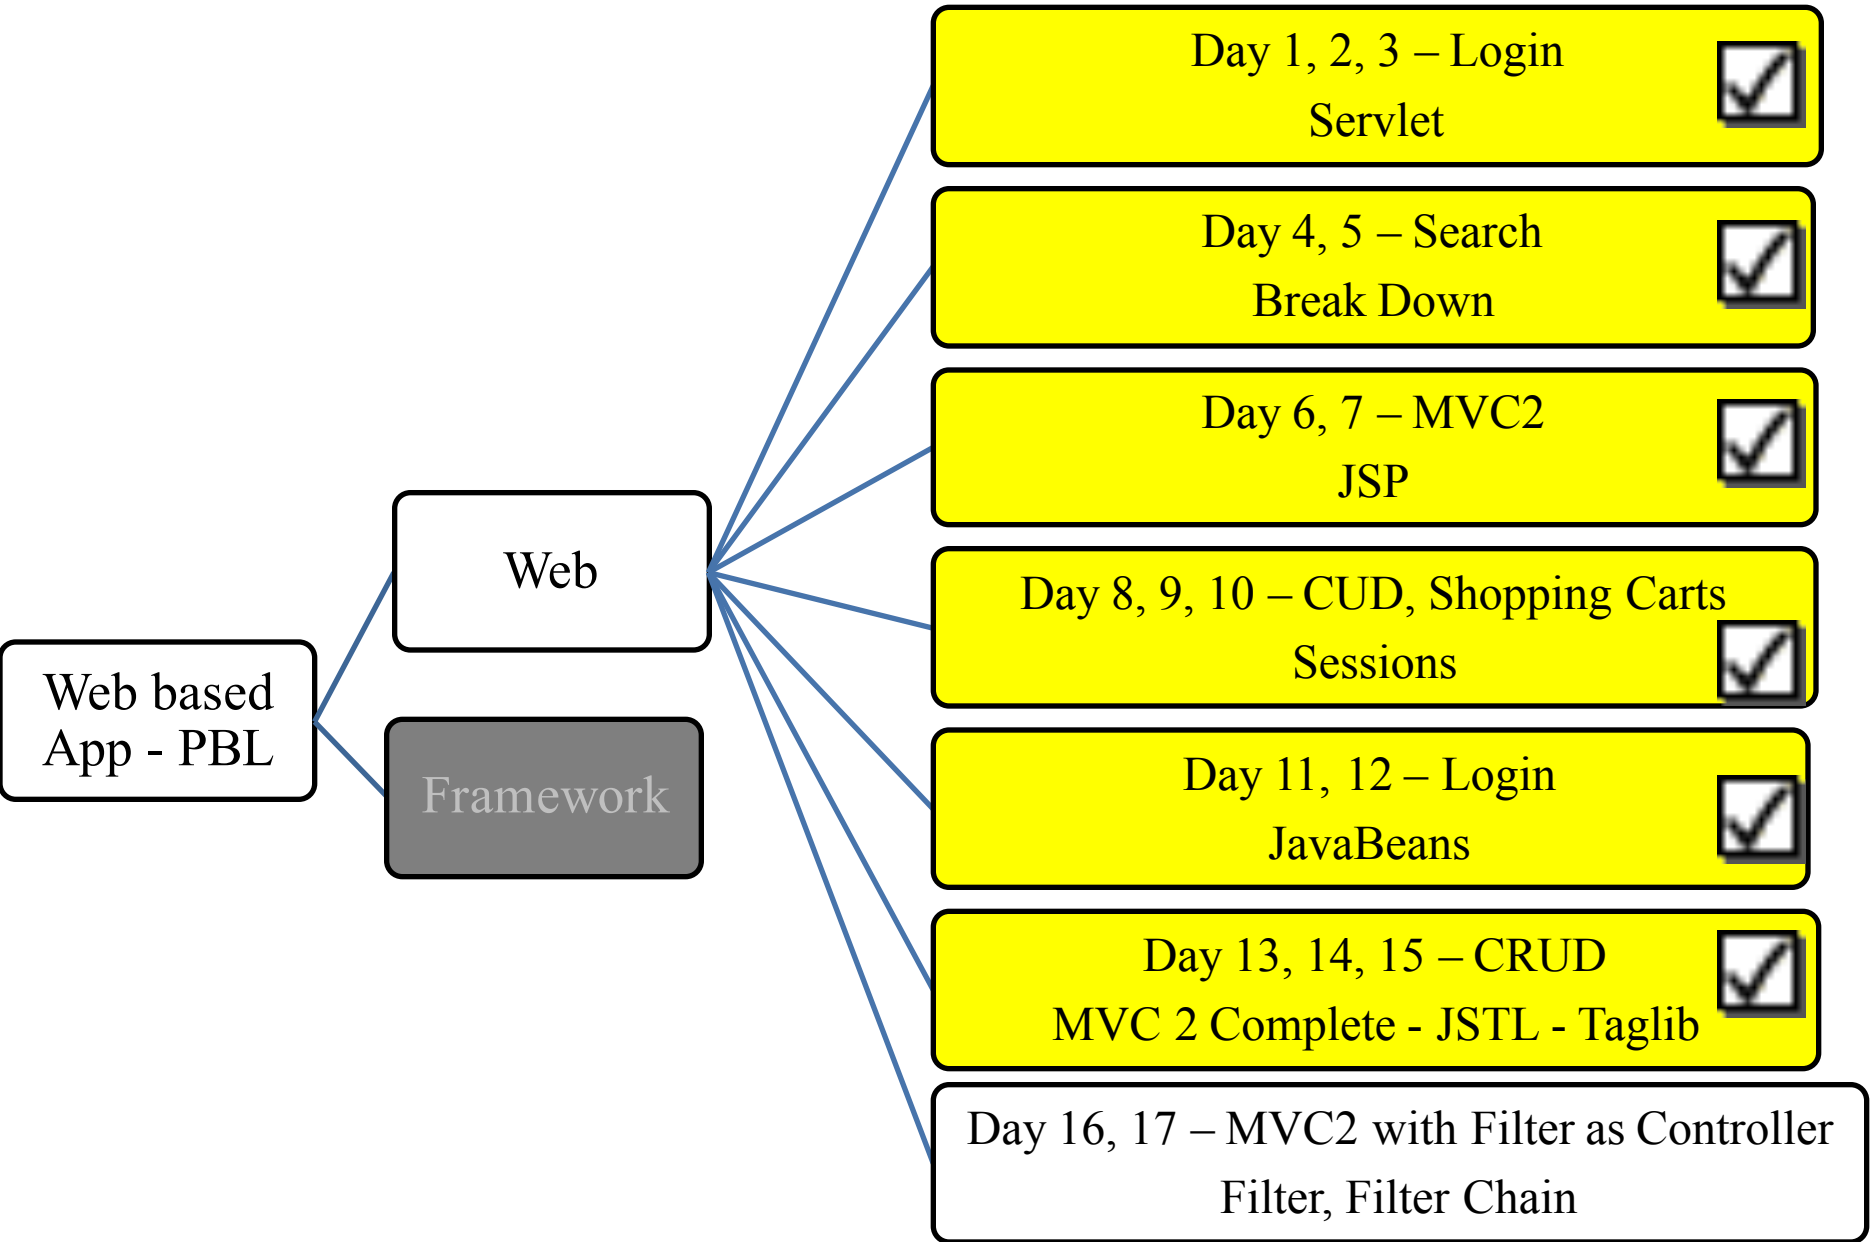 Web based
App - PBL
Web
Framework
Day 1, 2, 3 – Login
Servlet
Day 4, 5 – Search
Break Down
Day 6, 7 – MVC2
JSP
Day 8, 9, 10 – CUD, Shopping Carts
Sessions
Day 11, 12 – Login
JavaBeans
Day 13, 14, 15 – CRUD
MVC 2 Complete - JSTL - Taglib
Day 16, 17 – MVC2 with Filter as Controller
Filter, Filter Chain